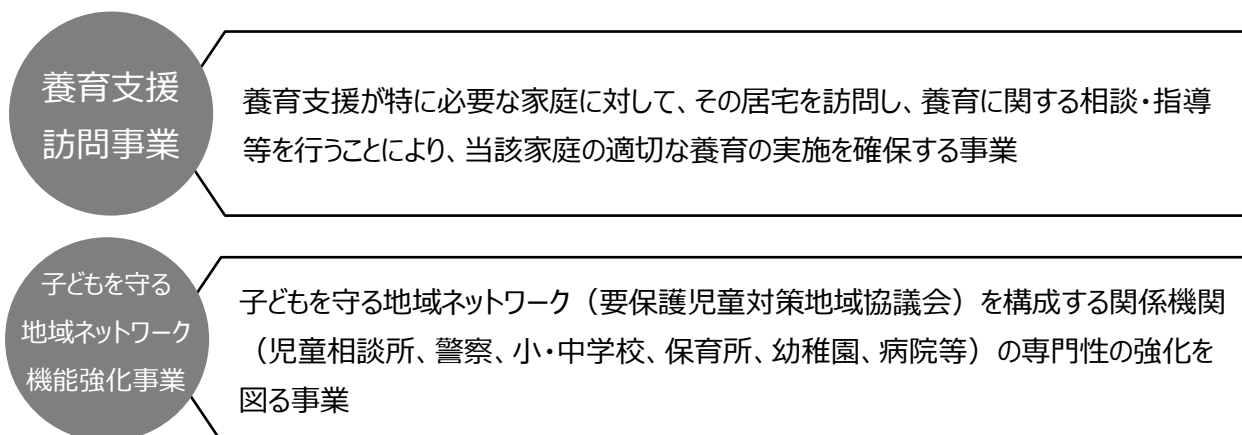 養育支援
訪問事業
養育支援が特に必要な家庭に対して、その居宅を訪問し、養育に関する相談・指導
等を行うことにより、当該家庭の適切な養育の実施を確保する事業
子どもを守る
地域ネットワーク
機能強化事業
子どもを守る地域ネットワーク（要保護児童対策地域協議会）を構成する関係機関
（児童相談所、警察、小・中学校、保育所、幼稚園、病院等）の専門性の強化を
図る事業